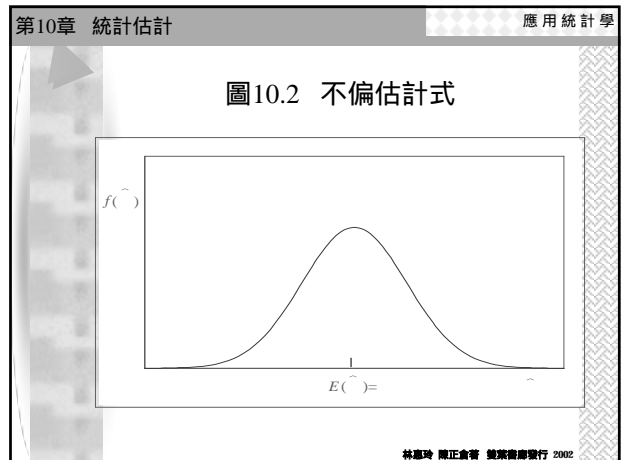 第10章 統計估計
應用統計學
圖10.2 不偏估計式
f(ˆ )
E(ˆ )=
ˆ
林惠玲 陳正倉著 雙葉書廊發行 2002